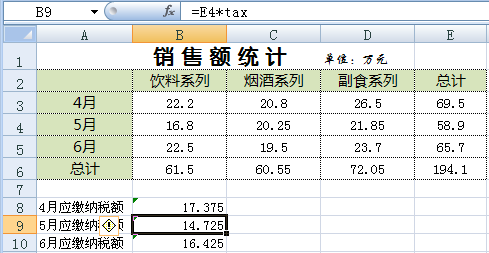 B9 fx =E4*tax
A B C D E
1 销售额统计 单位：万元
2 饮料系列 烟酒系列 副食系列 总计
3 4月 22.2 20.8 26.5 69.5
4 5月 16.8 20.25 21.85 58.9
5 6月 22.5 19.5 23.7 65.7
6 总计 61.5 60.55 72.05 194.1
7
8 4月应缴纳税额 17.375
9 5月应缴纳 14.725
10 6月应缴纳税额 16.425